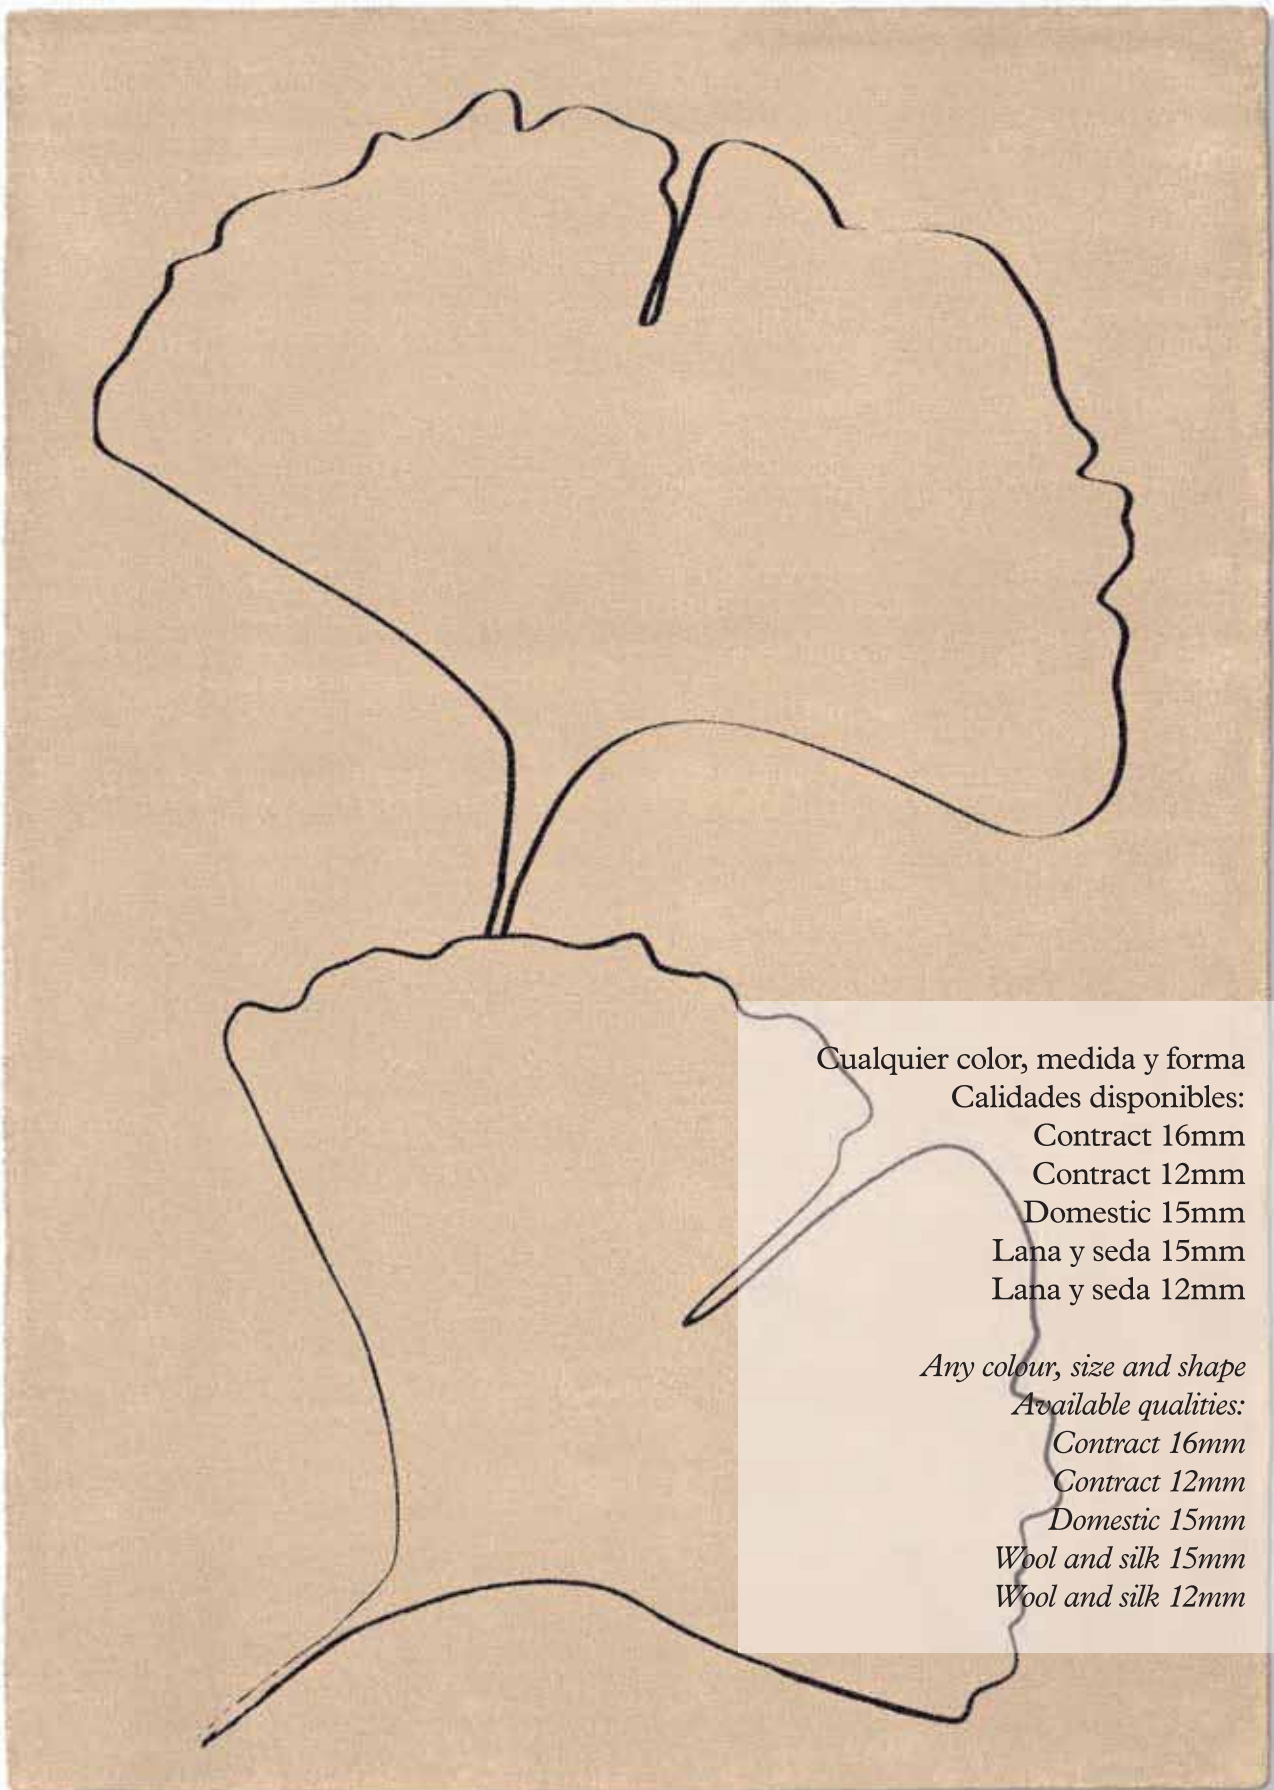 Cualquier color, medida y forma
Calidades disponibles:
Contract 16mm
Contract 12mm
Domestic 15mm
Lana y seda 15mm
Lana y seda 12mm
Any colour, size and shape
Available qualities:
Contract 16mm
Contract 12mm
Domestic 15mm
Wool and silk 15mm
Wool and silk 12mm